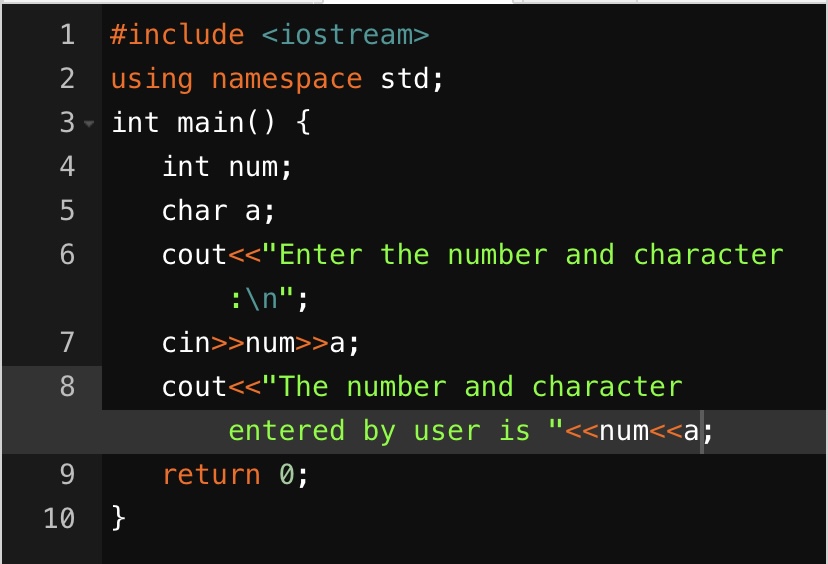 1 #include <iostream>
2 using namespace std;
3 int main() {
4 int num;
5 char a;
6 cout<<"Enter the number and character
:\n";
7 cin>>num>>a;
8 cout<<"The number and character
entered by user is "<<num<<a;
9 return 0;
10 }